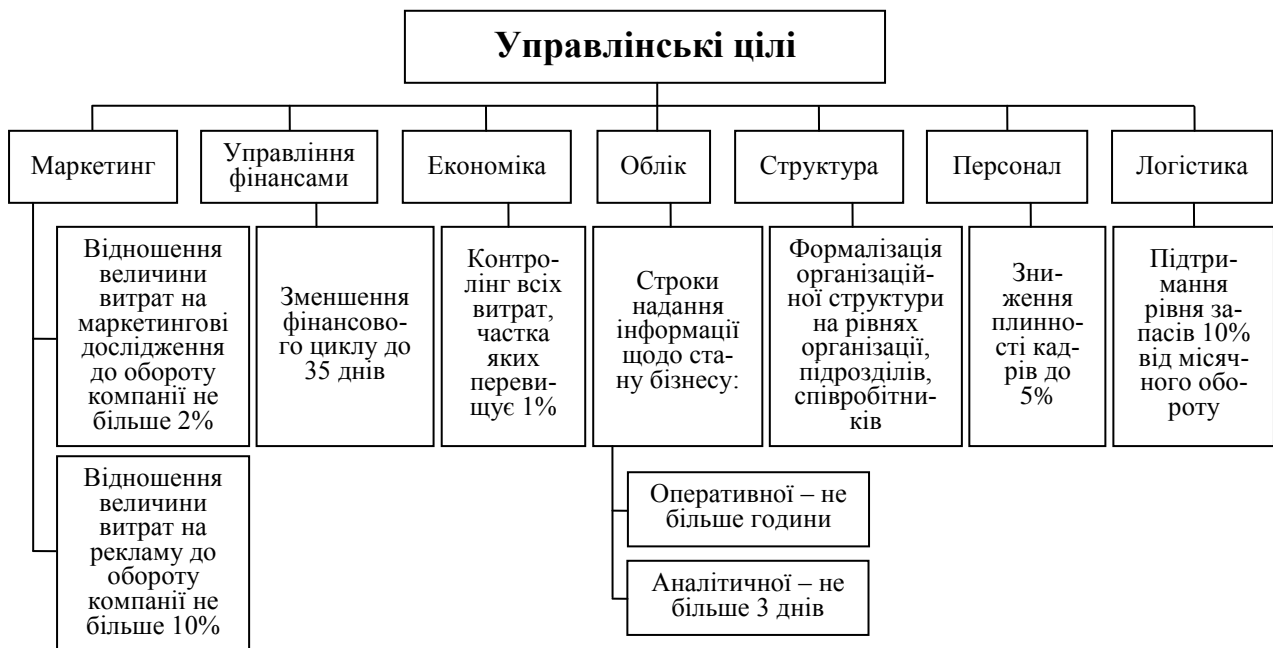 Управлінські цілі
Маркетинг
Управління
фінансами
Економіка
Облік
Структура
Персонал
Логістика
Відношення
величини
витрат на
маркетингові
дослідження
до обороту
компанії не
більше 2%
Зменшення
фінансово-
го циклу до
35 днів
Контро-
лінг всіх
витрат,
частка
яких
переви-
щує 1%
Строки
надання
інформації
щодо ста-
ну бізнесу:
Формалізація
організацій-
ної структури
на рівнях
організації,
підрозділів,
співробітни-
ків
Зни-
ження
плинно-
сті кад-
рів до
5%
Підтри-
мання
рівня за-
пасів 10%
від місяч-
ного обо-
роту
Відношення
величини
витрат на
рекламу до
обороту
компанії не
більше 10%
Оперативної – не
більше години
Аналітичної – не
більше 3 днів